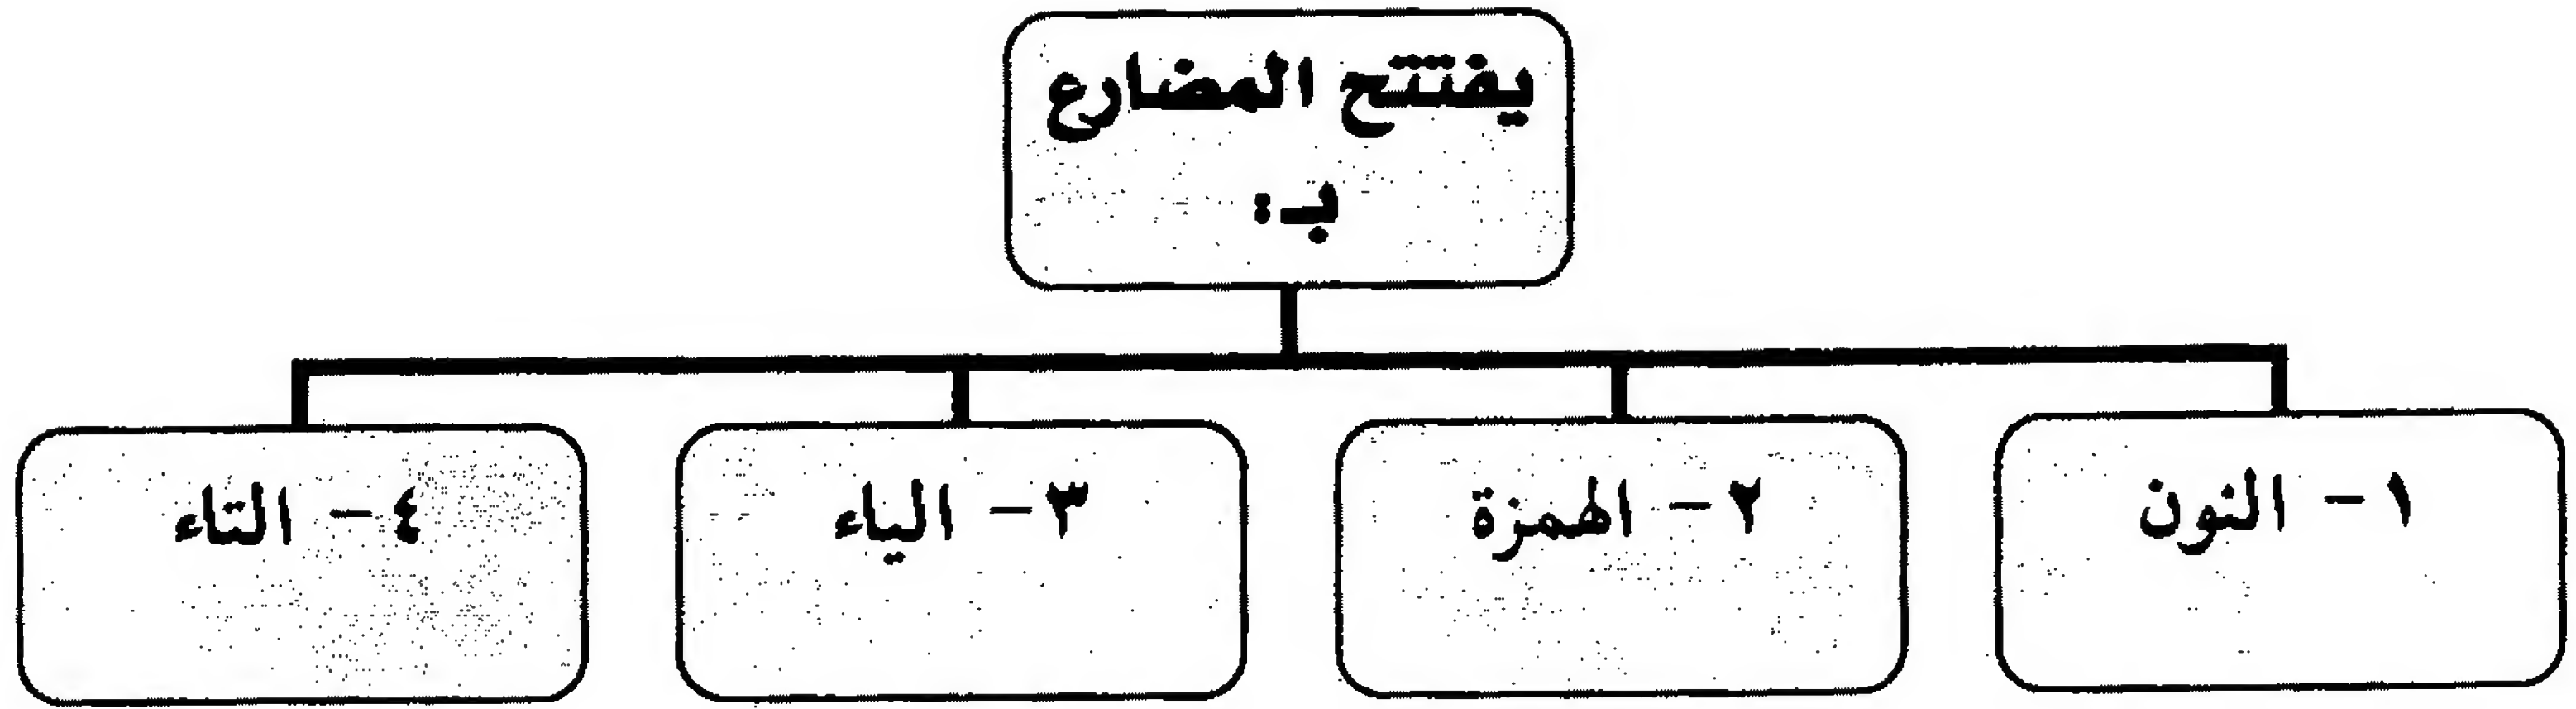 يفتتح المضارع
بـ:
١ - النون
٢ - الهمزة
٣ - الياء
٤ - التاء